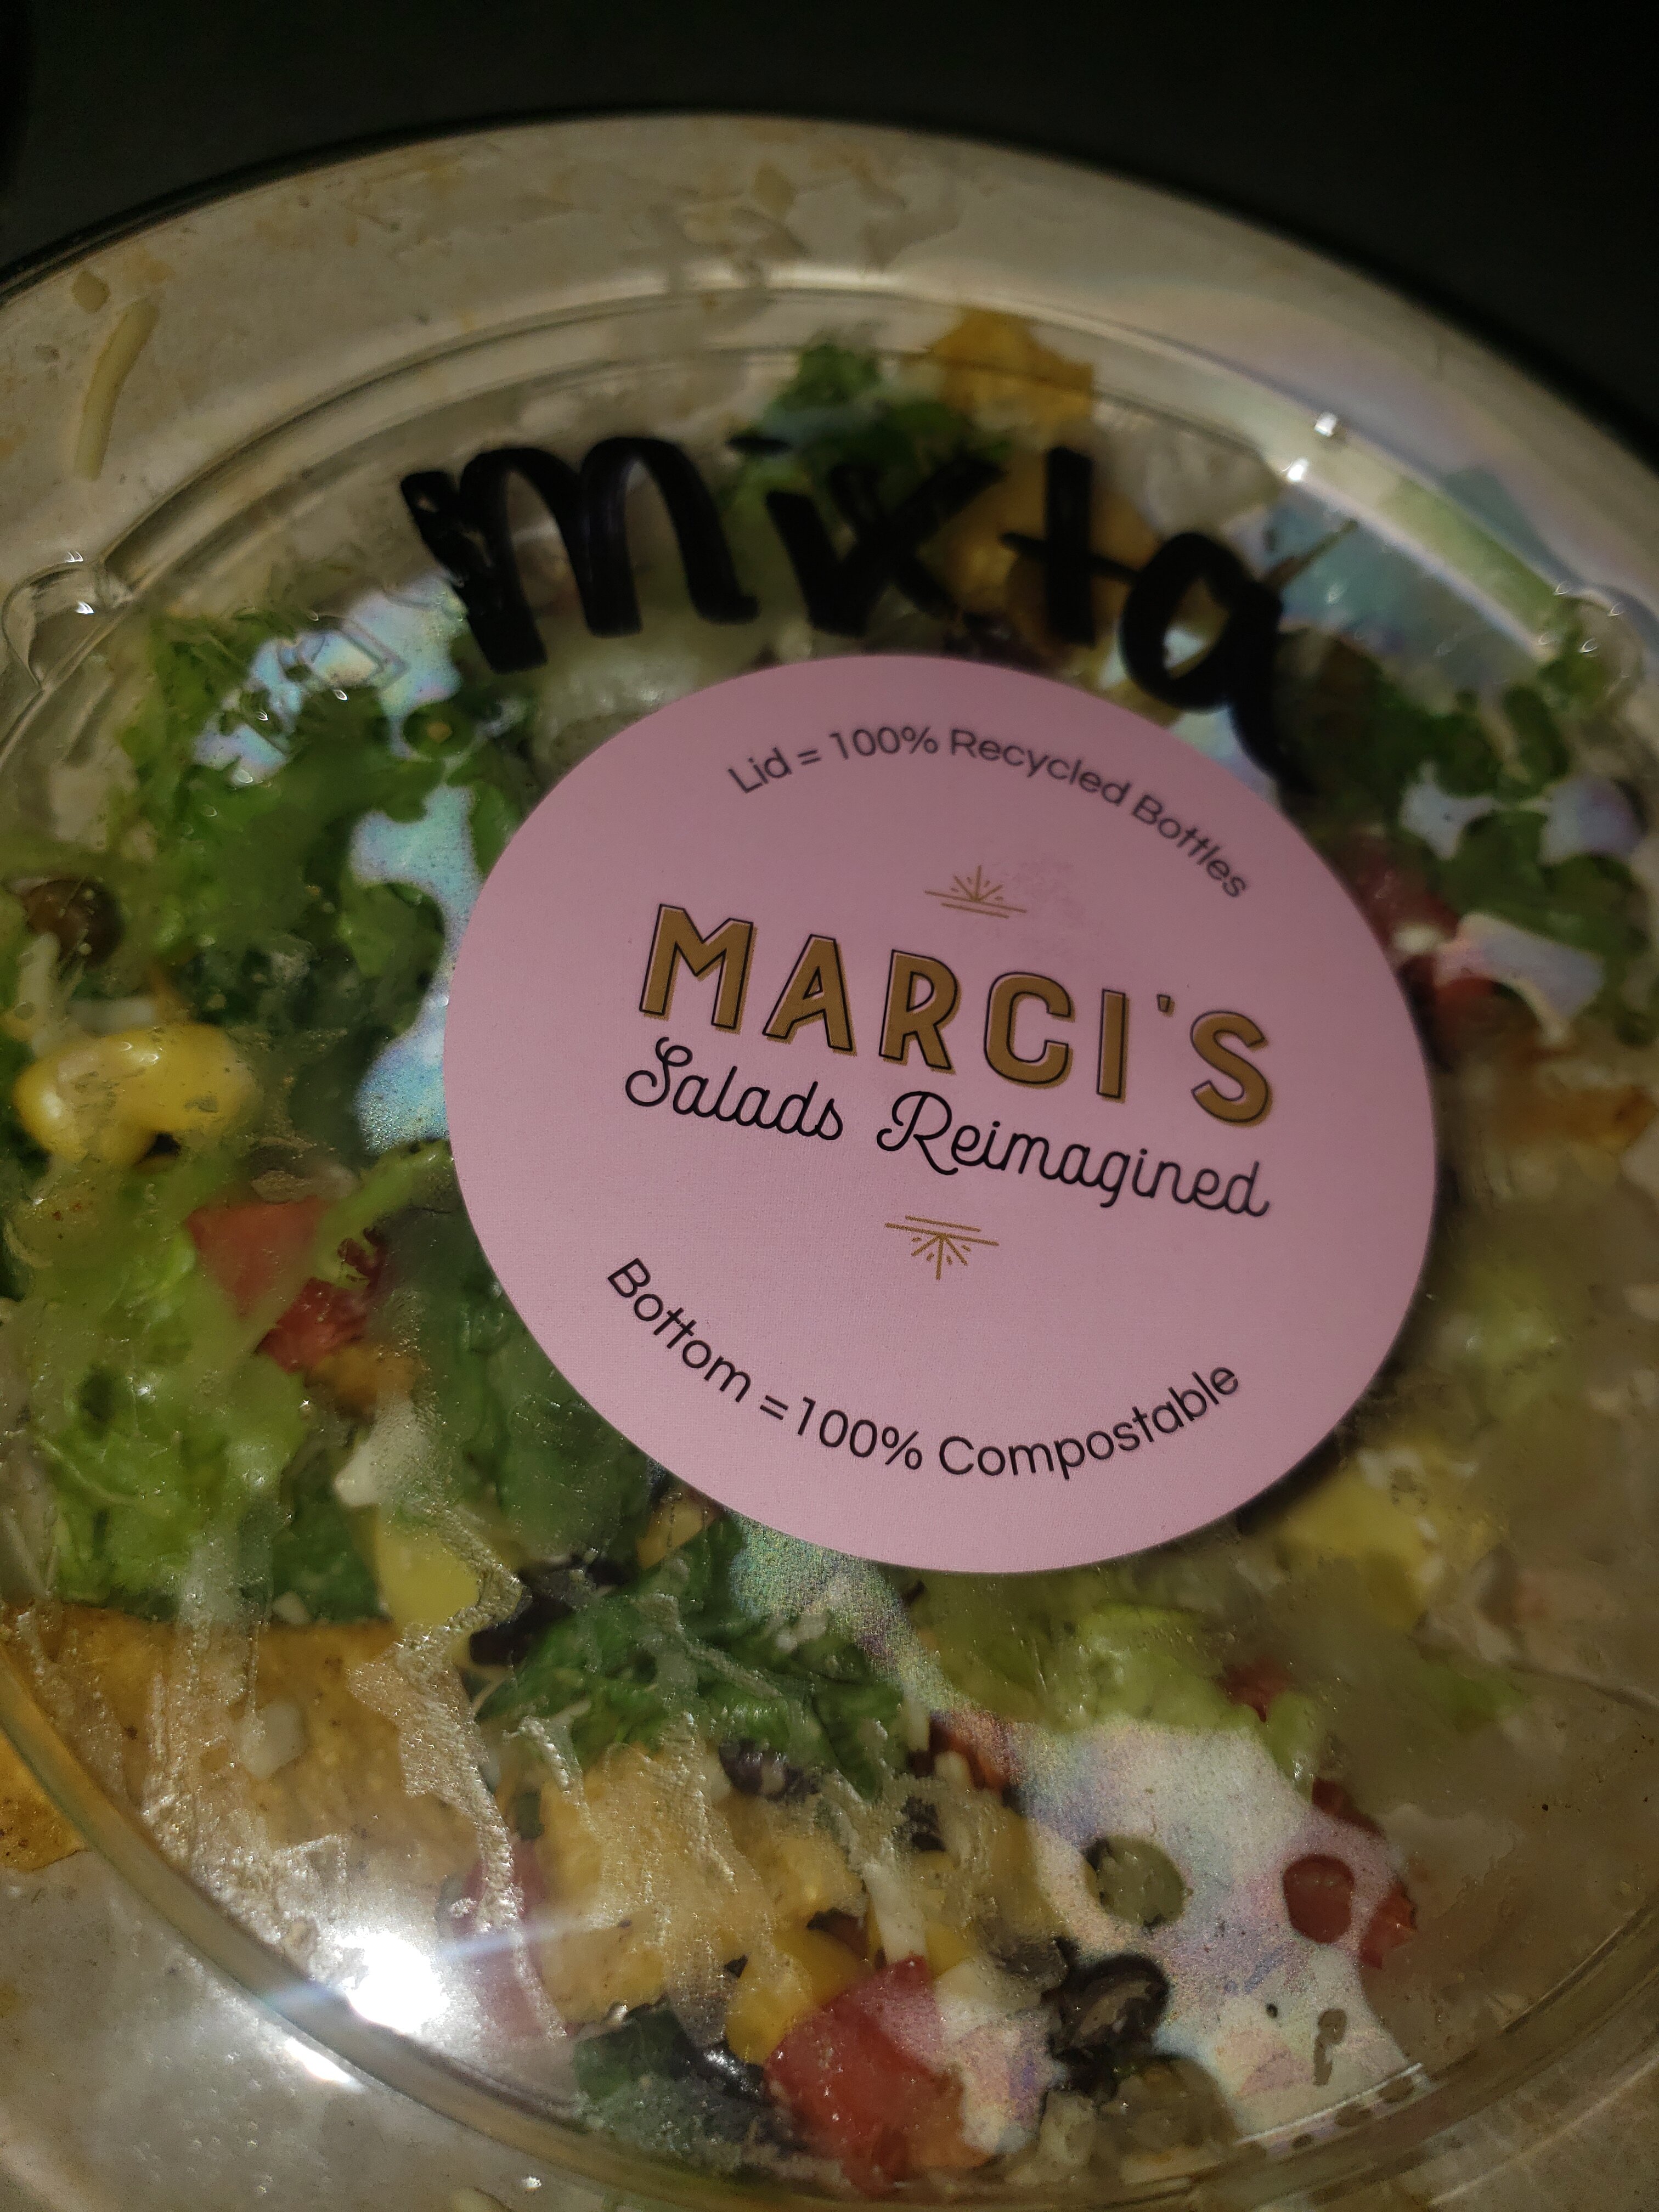 Mixta
Lid = 100% Recycled Bottles
MARCI'S
Salads Reimagined
Bottom =100% Compostable